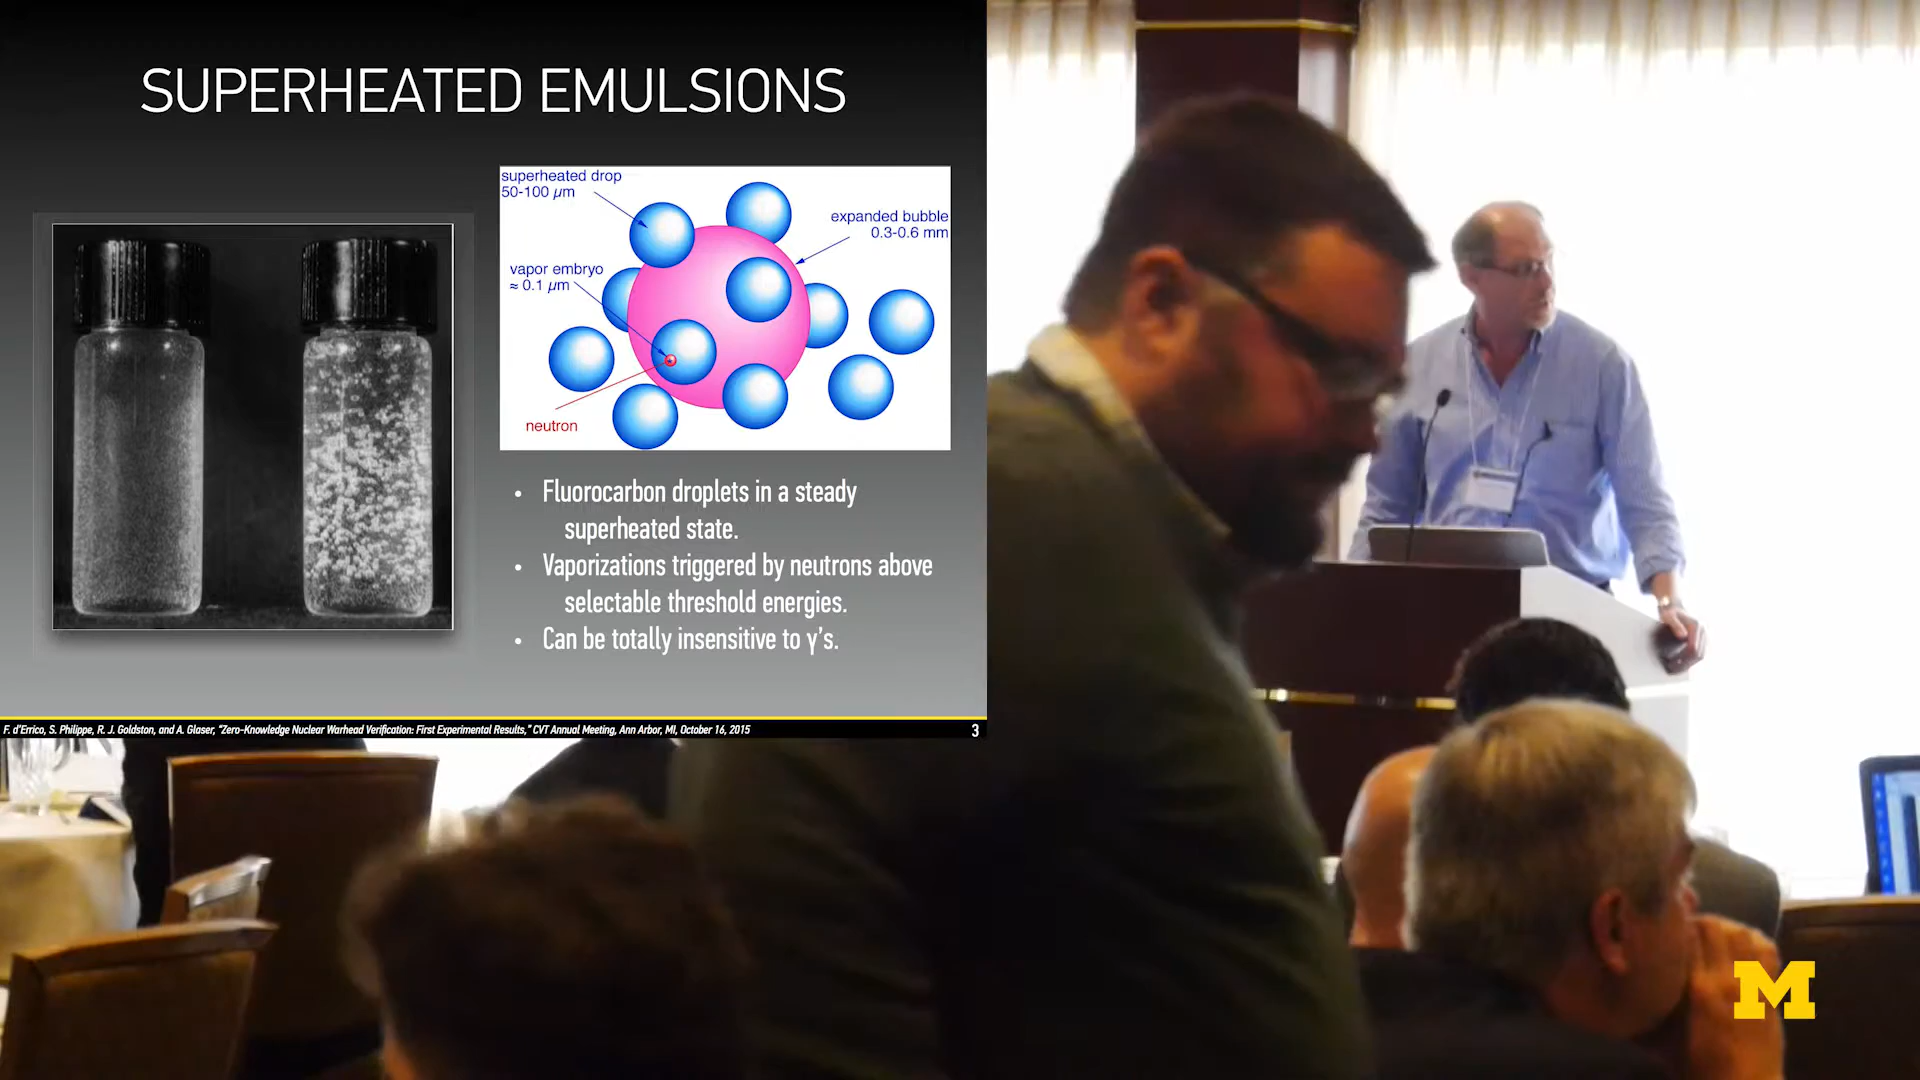 SUPERHEATED EMULSIONS
superheated drop
50-100 µm
expanded bubble
0.3-0.6 mm
vapor embryo
≈ 0.1 µm
neutron
• Fluorocarbon droplets in a steady
superheated state.
• Vaporizations triggered by neutrons above
selectable threshold energies.
• Can be totally insensitive to γ's.
F. d'Errico, S. Philippe, R. J. Goldston, and A. Glaser, "Zero-Knowledge Nuclear Warhead Verification: First Experimental Results," CVT Annual Meeting, Ann Arbor, MI, October 16, 2015
3
M